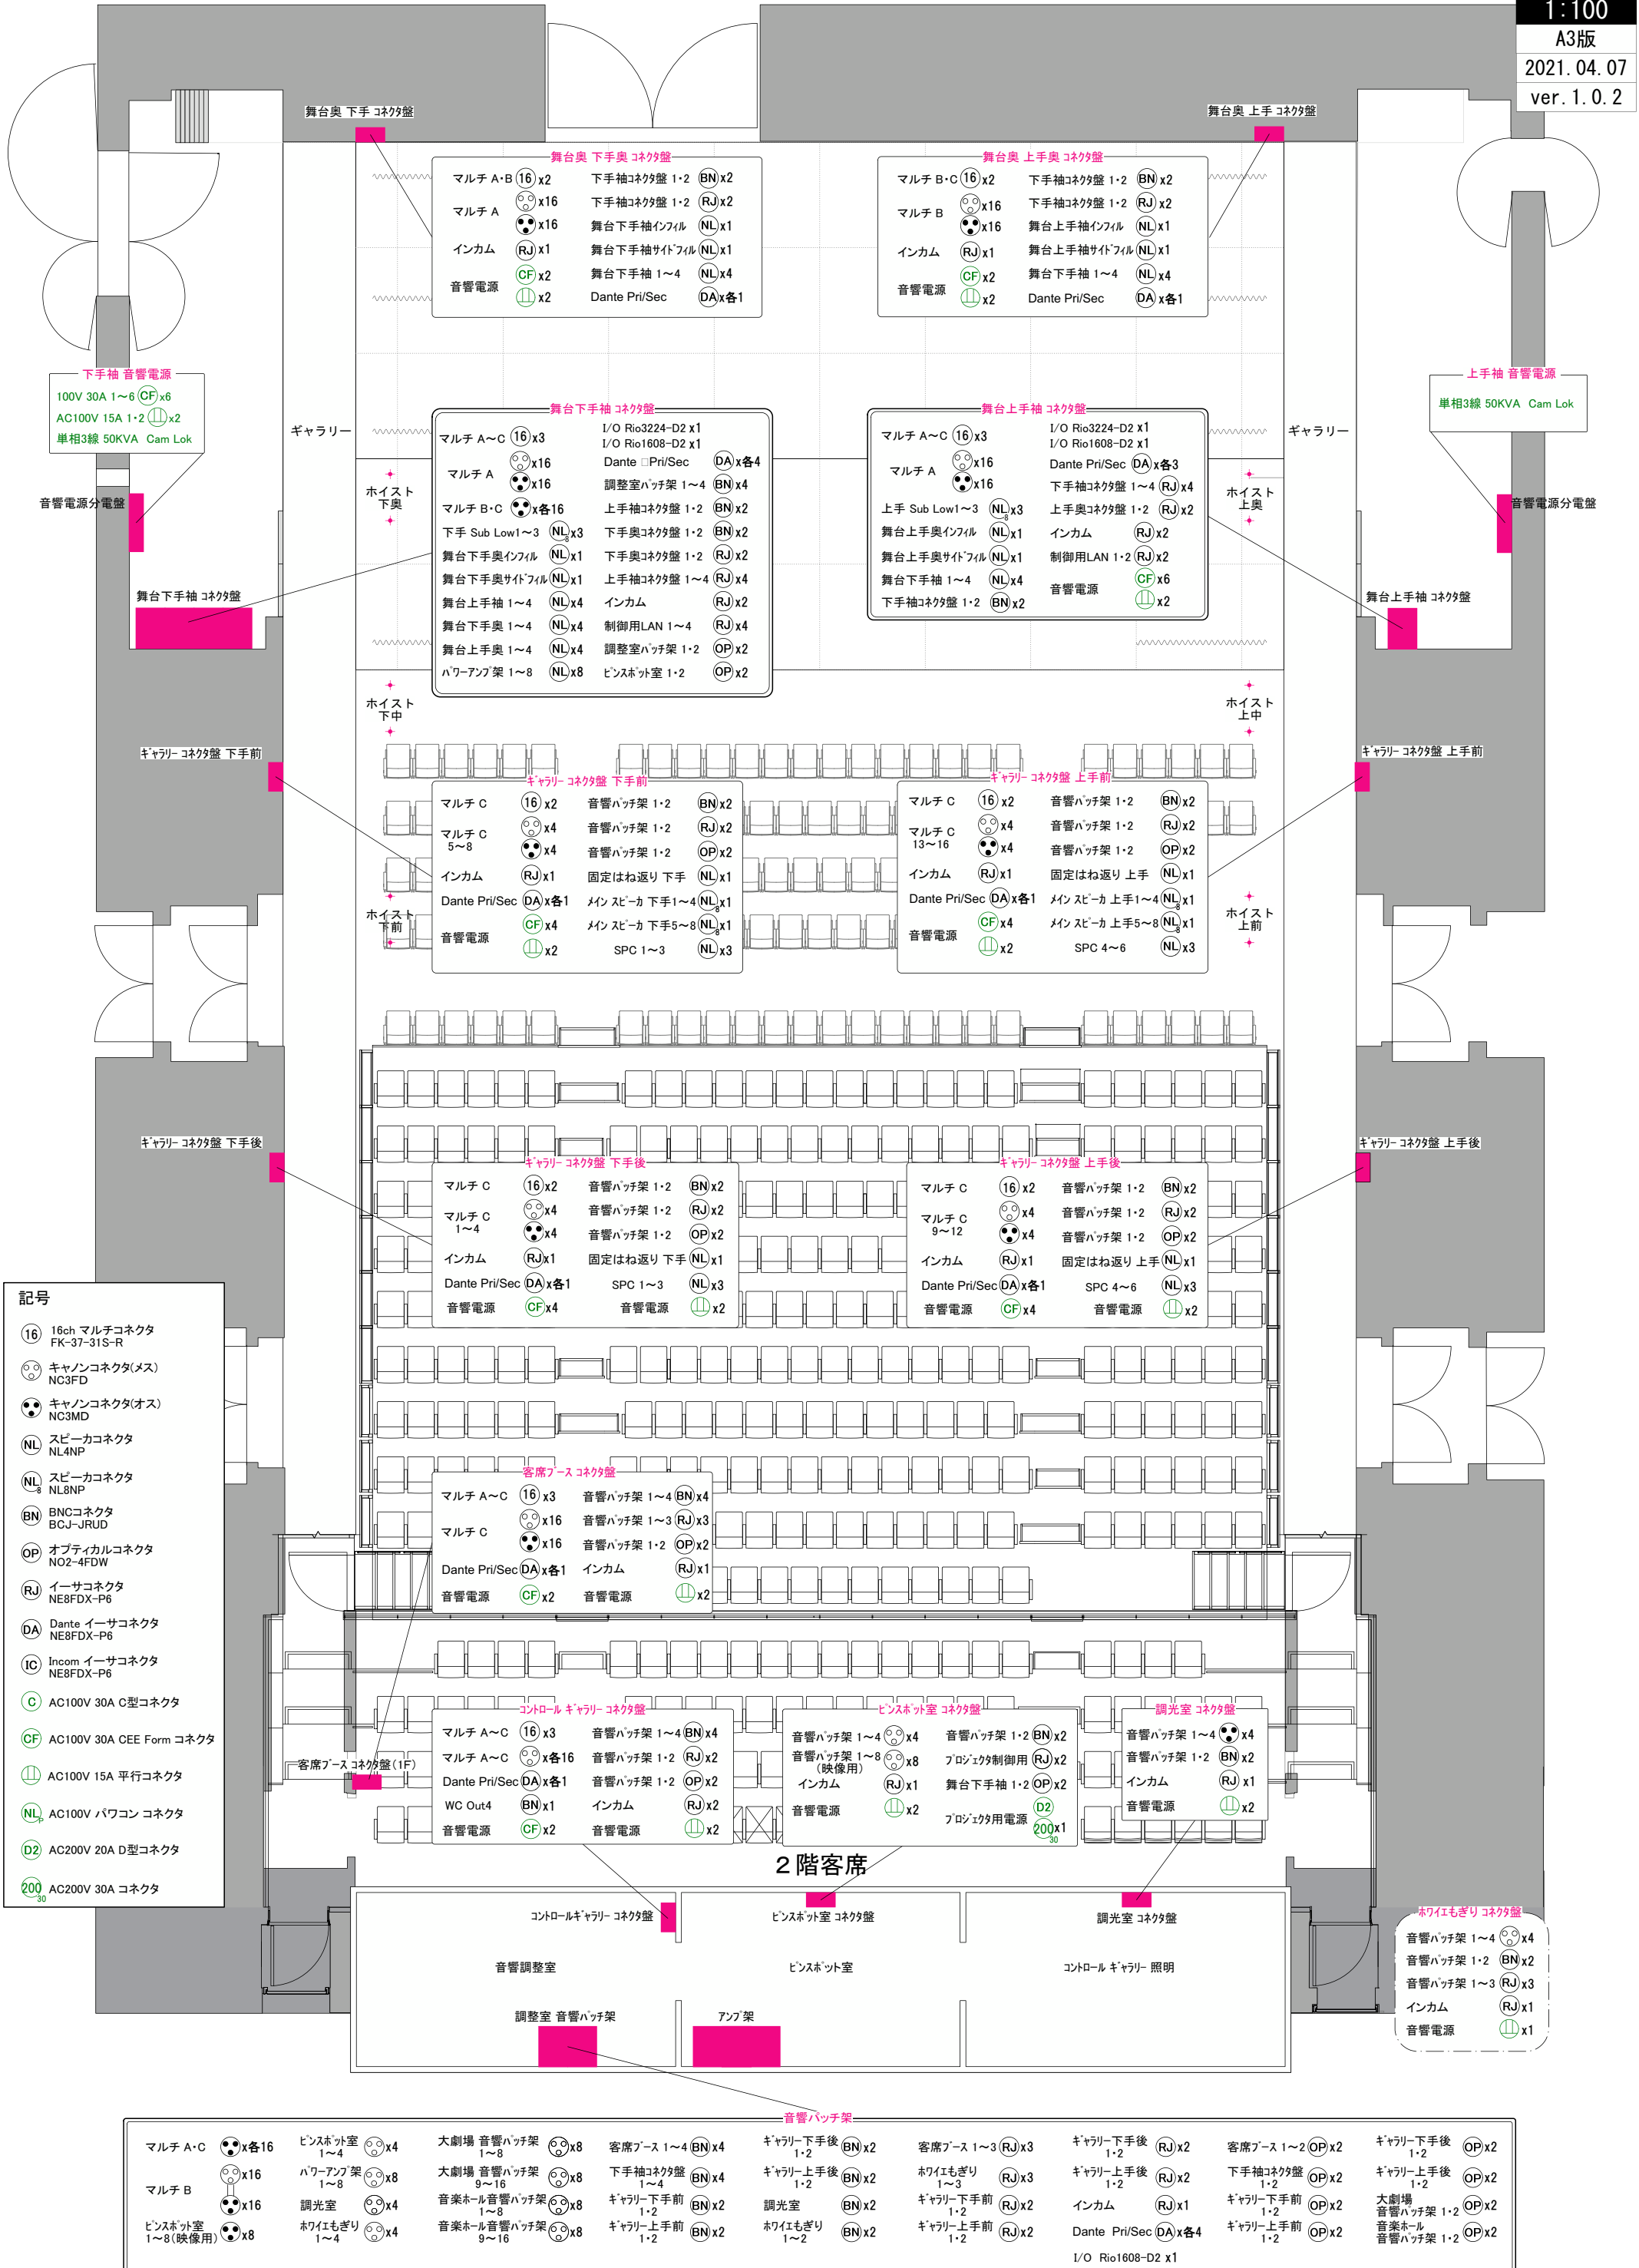 1:100
A3版
2021.04.07
ver.1.0.2
舞台奥 下手 コネクタ盤
舞台奥 上手 コネクタ盤
舞台奥 下手奥 コネクタ盤
マルチ A・B 16 x2 下手袖コネクタ盤 1・2 BN x2
マルチ A x16 下手袖コネクタ盤 1・2 RJ x2
x16 舞台下手袖インフィル NL x1
インカム RJ x1 舞台下手袖サイドフィル NL x1
音響電源 CF x2 舞台下手袖 1～4 NL x4
x2 Dante Pri/Sec DA x各1
舞台奥 上手奥 コネクタ盤
マルチ B・C 16 x2 下手袖コネクタ盤 1・2 BN x2
マルチ B x16 下手袖コネクタ盤 1・2 RJ x2
x16 舞台上手袖インフィル NL x1
インカム RJ x1 舞台上手袖サイドフィル NL x1
音響電源 CF x2 舞台下手袖 1～4 NL x4
x2 Dante Pri/Sec DA x各1
下手袖 音響電源
100V 30A 1～6 CF x6
AC100V 15A 1・2 x2
単相3線 50KVA Cam Lok
上手袖 音響電源
単相3線 50KVA Cam Lok
ギャラリー
ギャラリー
音響電源分電盤
音響電源分電盤
舞台下手袖 コネクタ盤
舞台上手袖 コネクタ盤
ホイスト
下奥
ホイスト
上奥
舞台下手袖 コネクタ盤
マルチ A～C 16 x3 I/O Rio3224-D2 x1
I/O Rio1608-D2 x1
マルチ A x16 Dante □Pri/Sec DA x各4
x16 調整室パッチ架 1～4 BN x4
マルチ B・C x各16 上手袖コネクタ盤 1・2 BN x2
下手 Sub Low1～3 NL8 x3 下手奥コネクタ盤 1・2 BN x2
舞台下手奥インフィル NL x1 下手奥コネクタ盤 1・2 RJ x2
舞台下手奥サイドフィル NL x1 上手袖コネクタ盤 1～4 RJ x4
舞台上手袖 1～4 NL x4 インカム RJ x2
舞台下手奥 1～4 NL x4 制御用LAN 1～4 RJ x4
舞台上手奥 1～4 NL x4 調整室パッチ架 1・2 OP x2
パワーアンプ架 1～8 NL x8 ピンスポット室 1・2 OP x2
舞台上手袖 コネクタ盤
マルチ A～C 16 x3 I/O Rio3224-D2 x1
I/O Rio1608-D2 x1
マルチ A x16 Dante Pri/Sec DA x各3
x16 下手袖コネクタ盤 1～4 RJ x4
上手 Sub Low1～3 NL8 x3 上手奥コネクタ盤 1・2 RJ x2
舞台上手奥インフィル NL x1 インカム RJ x2
舞台上手奥サイドフィル NL x1 制御用LAN 1・2 RJ x2
舞台下手袖 1～4 NL x4 音響電源 CF x6
下手袖コネクタ盤 1・2 BN x2 x2
ホイスト
下中
ホイスト
上中
ギャラリー コネクタ盤 下手前
ギャラリー コネクタ盤 上手前
ギャラリー コネクタ盤 下手前
マルチ C 16 x2 音響パッチ架 1・2 BN x2
マルチ C 5～8 x4 音響パッチ架 1・2 RJ x2
x4 音響パッチ架 1・2 OP x2
インカム RJ x1 固定はね返り 下手 NL x1
Dante Pri/Sec DA x各1 メイン スピーカ 下手1～4 NL8 x1
音響電源 CF x4 メイン スピーカ 下手5～8 NL8 x1
x2 SPC 1～3 NL x3
ギャラリー コネクタ盤 上手前
マルチ C 16 x2 音響パッチ架 1・2 BN x2
マルチ C 13～16 x4 音響パッチ架 1・2 RJ x2
x4 音響パッチ架 1・2 OP x2
インカム RJ x1 固定はね返り 上手 NL x1
Dante Pri/Sec DA x各1 メイン スピーカ 上手1～4 NL8 x1
音響電源 CF x4 メイン スピーカ 上手5～8 NL8 x1
x2 SPC 4～6 NL x3
ホイスト
下前
ホイスト
上前
ギャラリー コネクタ盤 下手後
ギャラリー コネクタ盤 上手後
ギャラリー コネクタ盤 下手後
マルチ C 16 x2 音響パッチ架 1・2 BN x2
マルチ C 1～4 x4 音響パッチ架 1・2 RJ x2
x4 音響パッチ架 1・2 OP x2
インカム RJ x1 固定はね返り 下手 NL x1
Dante Pri/Sec DA x各1 SPC 1～3 NL x3
音響電源 CF x4 音響電源 x2
ギャラリー コネクタ盤 上手後
マルチ C 16 x2 音響パッチ架 1・2 BN x2
マルチ C 9～12 x4 音響パッチ架 1・2 RJ x2
x4 音響パッチ架 1・2 OP x2
インカム RJ x1 固定はね返り 上手 NL x1
Dante Pri/Sec DA x各1 SPC 4～6 NL x3
音響電源 CF x4 音響電源 x2
記号
16 16ch マルチコネクタ
FK-37-31S-R
キャノンコネクタ(メス)
NC3FD
キャノンコネクタ(オス)
NC3MD
NL スピーカコネクタ
NL4NP
NL8 スピーカコネクタ
NL8NP
BN BNCコネクタ
BCJ-JRUD
OP オプティカルコネクタ
NO2-4FDW
RJ イーサコネクタ
NE8FDX-P6
DA Dante イーサコネクタ
NE8FDX-P6
IC Incom イーサコネクタ
NE8FDX-P6
C AC100V 30A C型コネクタ
CF AC100V 30A CEE Form コネクタ
AC100V 15A 平行コネクタ
NLP AC100V パワコン コネクタ
D2 AC200V 20A D型コネクタ
200 30 AC200V 30A コネクタ
客席ブース コネクタ盤
マルチ A～C 16 x3 音響パッチ架 1～4 BN x4
マルチ C x16 音響パッチ架 1～3 RJ x3
x16 音響パッチ架 1・2 OP x2
Dante Pri/Sec DA x各1 インカム RJ x1
音響電源 CF x2 音響電源 x2
客席ブース コネクタ盤(1F)
コントロール ギャラリー コネクタ盤
マルチ A～C 16 x3 音響パッチ架 1～4 BN x4
マルチ A～C x各16 音響パッチ架 1・2 RJ x2
Dante Pri/Sec DA x各1 音響パッチ架 1・2 OP x2
WC Out4 BN x1 インカム RJ x2
音響電源 CF x2 音響電源 x2
ピンスポット室 コネクタ盤
音響パッチ架 1～4 x4 音響パッチ架 1・2 BN x2
音響パッチ架 1～8 (映像用) x8 プロジェクタ制御用 RJ x2
インカム RJ x1 舞台下手袖 1・2 OP x2
音響電源 x2 プロジェクタ用電源 D2 200 30 x1
調光室 コネクタ盤
音響パッチ架 1～4 x4
音響パッチ架 1・2 BN x2
インカム RJ x1
音響電源 x2
2階客席
コントロールギャラリー コネクタ盤
ピンスポット室 コネクタ盤
調光室 コネクタ盤
音響調整室
ピンスポット室
コントロール ギャラリー 照明
調整室 音響パッチ架
アンプ架
ホワイエもぎり コネクタ盤
音響パッチ架 1～4 x4
音響パッチ架 1・2 BN x2
音響パッチ架 1～3 RJ x3
インカム RJ x1
音響電源 x1
音響パッチ架
マルチ A・C x各16
マルチ B x16
x16
ピンスポット室 1～8(映像用) x8
ピンスポット室 1～4 x4
パワーアンプ架 1～8 x8
調光室 x4
ホワイエもぎり 1～4 x4
大劇場 音響パッチ架 1～8 x8
大劇場 音響パッチ架 9～16 x8
音楽ホール音響パッチ架 1～8 x8
音楽ホール音響パッチ架 9～16 x8
客席ブース 1～4 BN x4
下手袖コネクタ盤 1～4 BN x4
ギャラリー下手前 1・2 BN x2
ギャラリー上手前 1・2 BN x2
ギャラリー下手後 1・2 BN x2
ギャラリー上手後 1・2 BN x2
調光室 BN x2
ホワイエもぎり 1～2 BN x2
客席ブース 1～3 RJ x3
ホワイエもぎり 1～3 RJ x3
ギャラリー下手前 1・2 RJ x2
ギャラリー上手前 1・2 RJ x2
ギャラリー下手後 1・2 RJ x2
ギャラリー上手後 1・2 RJ x2
インカム RJ x1
Dante Pri/Sec DA x各4
I/O Rio1608-D2 x1
客席ブース 1～2 OP x2
下手袖コネクタ盤 1・2 OP x2
ギャラリー下手前 1・2 OP x2
ギャラリー上手前 1・2 OP x2
ギャラリー下手後 1・2 OP x2
ギャラリー上手後 1・2 OP x2
大劇場 音響パッチ架 1・2 OP x2
音楽ホール 音響パッチ架 1・2 OP x2